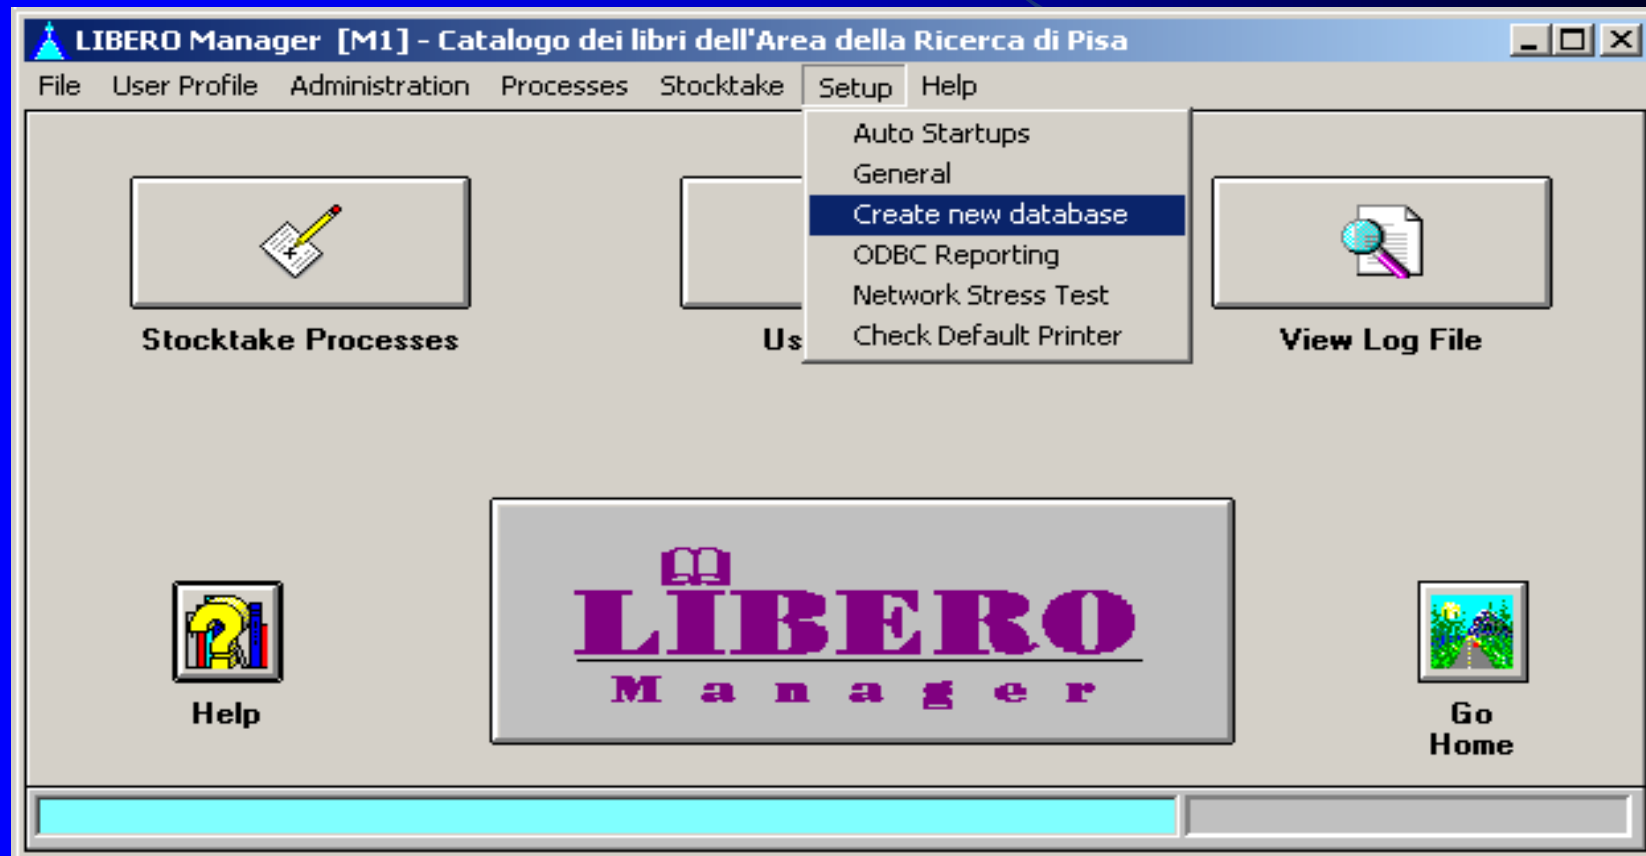 LIBERO Manager [M1] - Catalogo dei libri dell'Area della Ricerca di Pisa
File User Profile Administration Processes Stocktake Setup Help
Auto Startups
General
Create new database
ODBC Reporting
Network Stress Test
Check Default Printer
Stocktake Processes
View Log File
LIBERO
Manager
Help
Go
Home